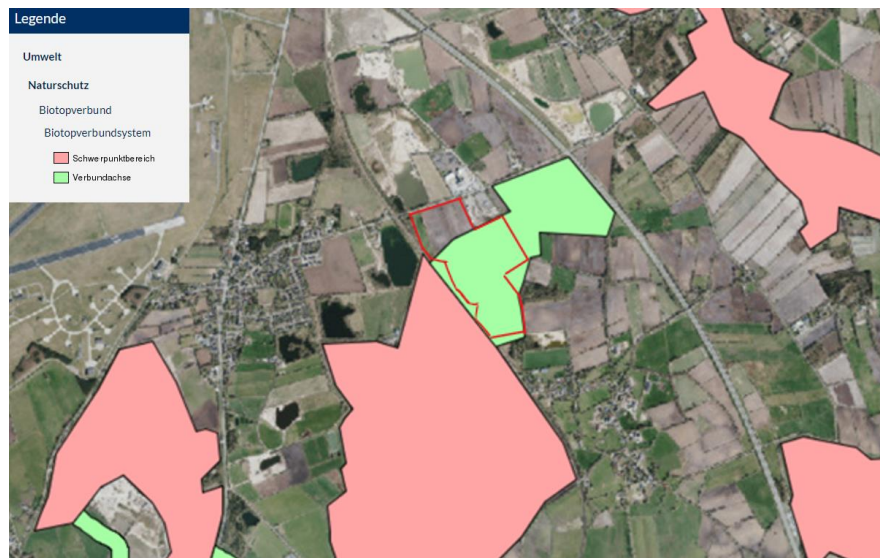 Legende
Umwelt
Naturschutz
Biotopverbund
Biotopverbundsystem
Schwerpunktbereich
Verbundachse